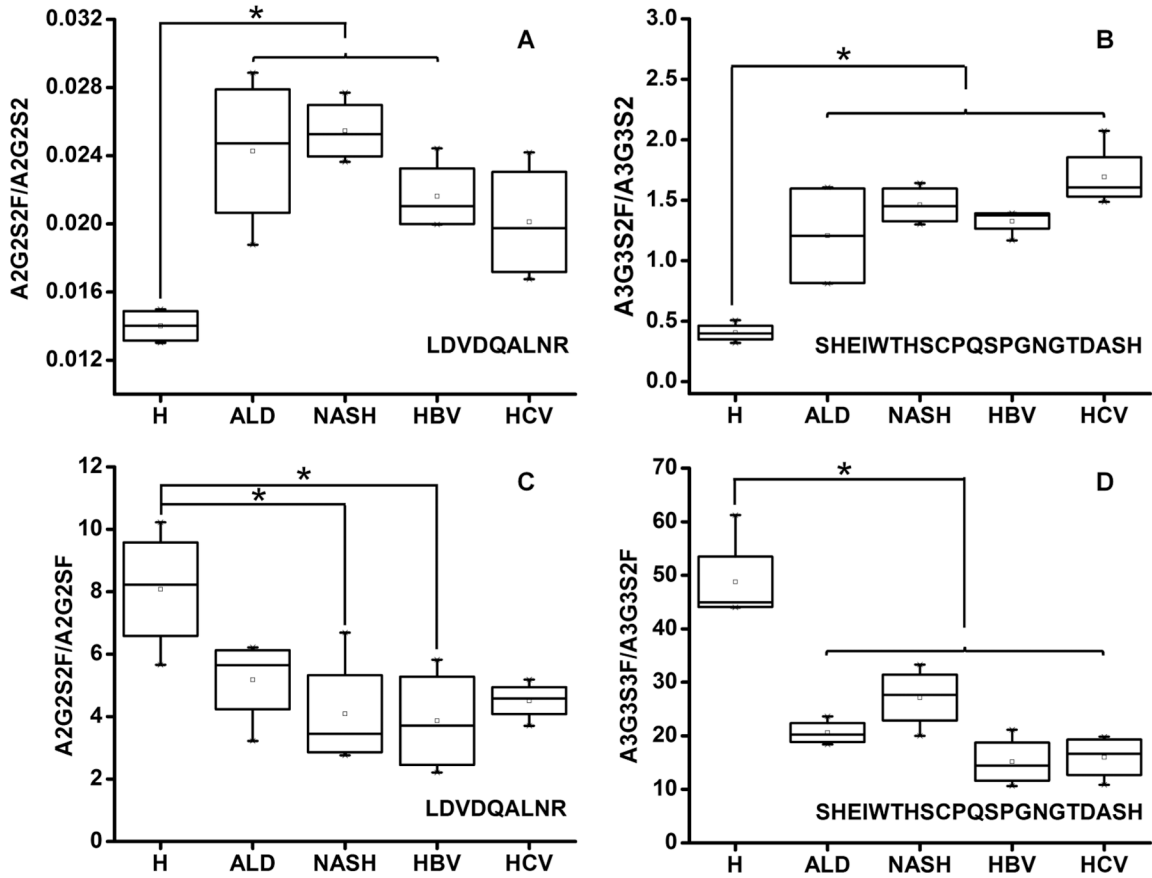 A
*
A2G2S2F/A2G2S2
0.032
0.028
0.024
0.020
0.016
0.012
LDVDQALNR
H ALD NASH HBV HCV
B
*
A3G3S2F/A3G3S2
3.0
2.5
2.0
1.5
1.0
0.5
0.0
SHEIWTHSCPQSPGNGTDASH
H ALD NASH HBV HCV
C
*
*
A2G2S2F/A2G2SF
12
10
8
6
4
2
0
LDVDQALNR
H ALD NASH HBV HCV
D
*
A3G3S3F/A3G3S2F
70
60
50
40
30
20
10
0
SHEIWTHSCPQSPGNGTDASH
H ALD NASH HBV HCV